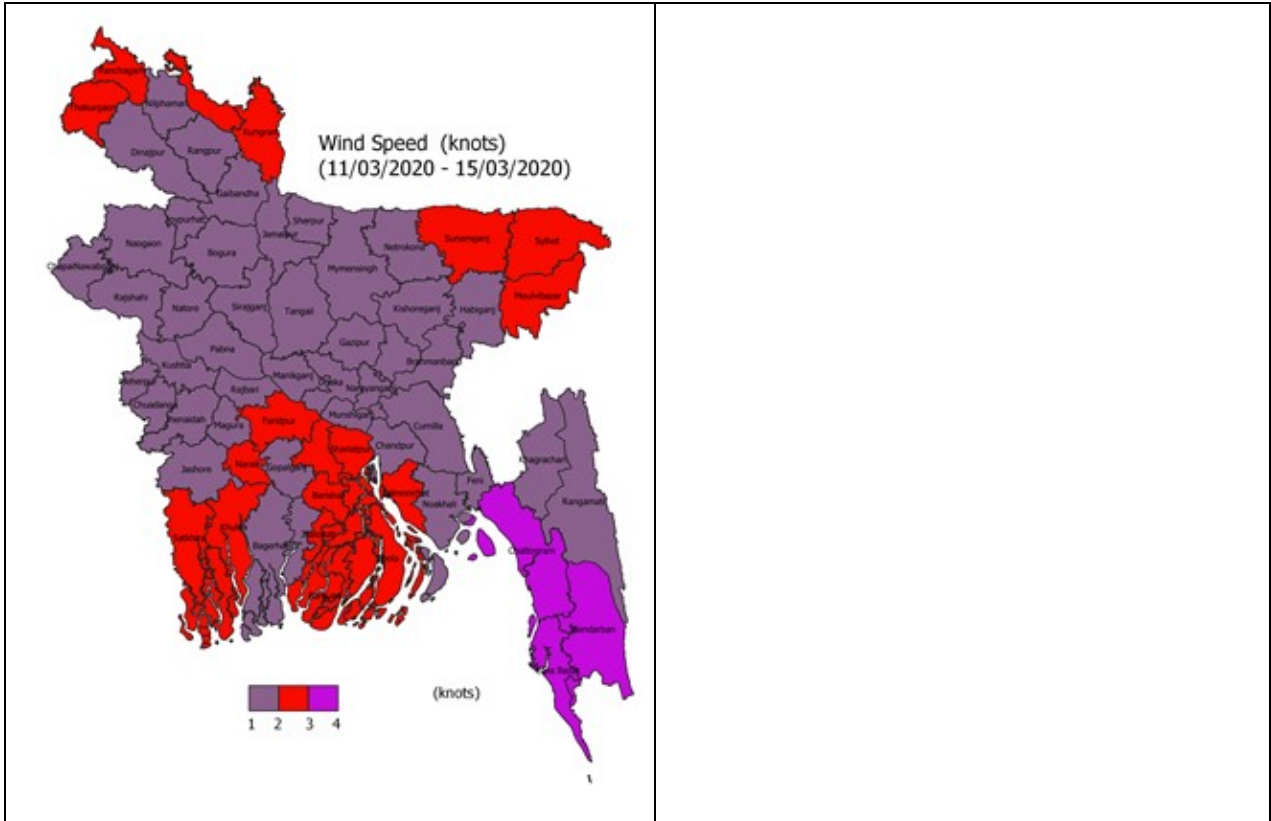 Panchagarh
Nilphamari
Thakurgaon
Kurigram
Wind Speed (knots)
(11/03/2020 - 15/03/2020)
Dinajpur
Rangpur
Gaibandha
Sherpur
Jamalpur
Naogaon
Bogura
Netrokona
Sunamganj
Sylhet
Mymensingh
Moulvibazar
Rajshahi
Natore
Sirajganj
Tangail
Kishoreganj
Habiganj
Pabna
Gazipur
Kushtia
Manikganj
Dhaka
Rajbari
Magura
Faridpur
Munshiganj
Cumilla
Chandpur
Jashore
Gopalganj
Barishal
Noakhali
Feni
Khagrachari
Rangamati
Satkhira
Khulna
Bagerhat
Chattogram
Bandarban
(knots)
1 2 3 4